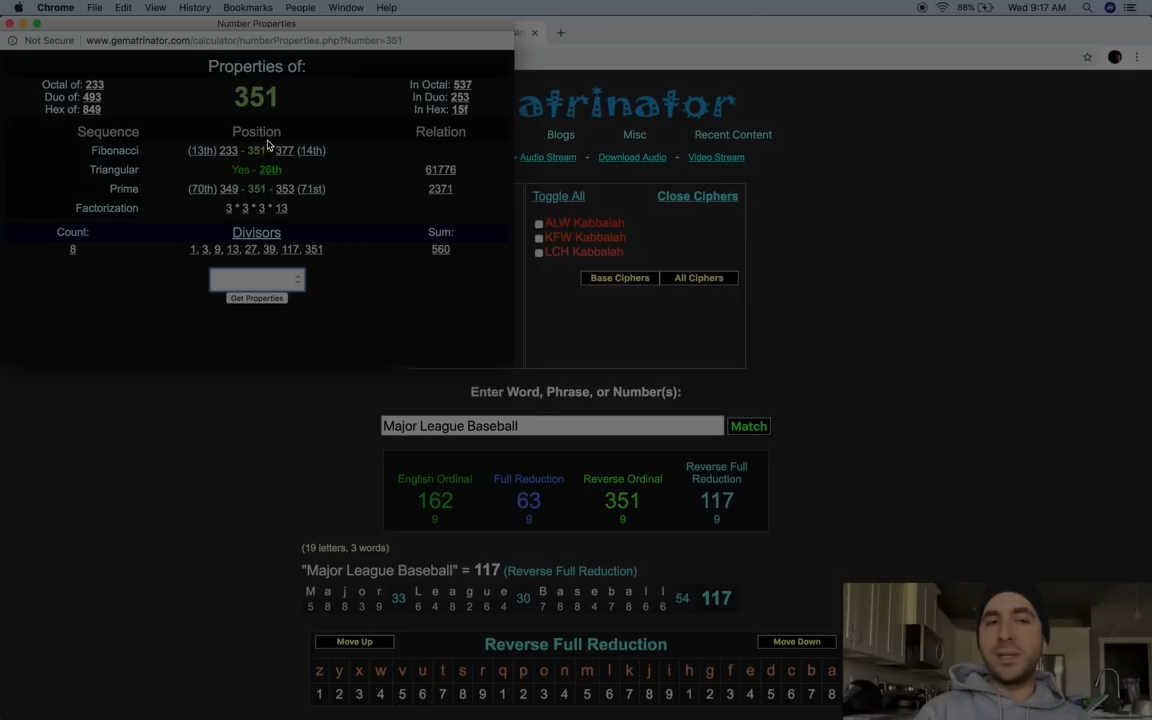 Chrome File Edit View History Bookmarks People Window Help 88% Wed 9:17 AM
Number Properties
Not Secure www.gematrinator.com/calculator/numberProperties.php?Number=351
Properties of:
Octal of: 233
Duo of: 493
Hex of: 849
351
In Octal: 537
In Duo: 253
In Hex: 15f
Sequence Position Relation
Fibonacci (13th) 233 - 351 - 377 (14th)
Triangular Yes - 26th 61776
Prime (70th) 349 - 351 - 353 (71st) 2371
Factorization 3 * 3 * 3 * 13
Count: Divisors Sum:
8 1, 3, 9, 13, 27, 39, 117, 351 560
Get Properties
atrinator
Blogs Misc Recent Content
- Audio Stream - Download Audio - Video Stream
Toggle All Close Ciphers
ALW Kabbalah
KFW Kabbalah
LCH Kabbalah
Base Ciphers All Ciphers
Enter Word, Phrase, or Number(s):
Major League Baseball Match
English Ordinal Full Reduction Reverse Ordinal Reverse Full Reduction
162 63 351 117
9 9 9 9
(19 letters, 3 words)
"Major League Baseball" = 117 (Reverse Full Reduction)
M a j o r 33 L e a g u e 30 B a s e b a l l 54 117
5 8 8 3 9 6 4 8 2 6 4 7 8 8 4 7 8 6 6
Move Up Reverse Full Reduction Move Down
z y x w v u t s r q p o n m l k j i h g f e d c b a
1 2 3 4 5 6 7 8 9 1 2 3 4 5 6 7 8 9 1 2 3 4 5 6 7 8